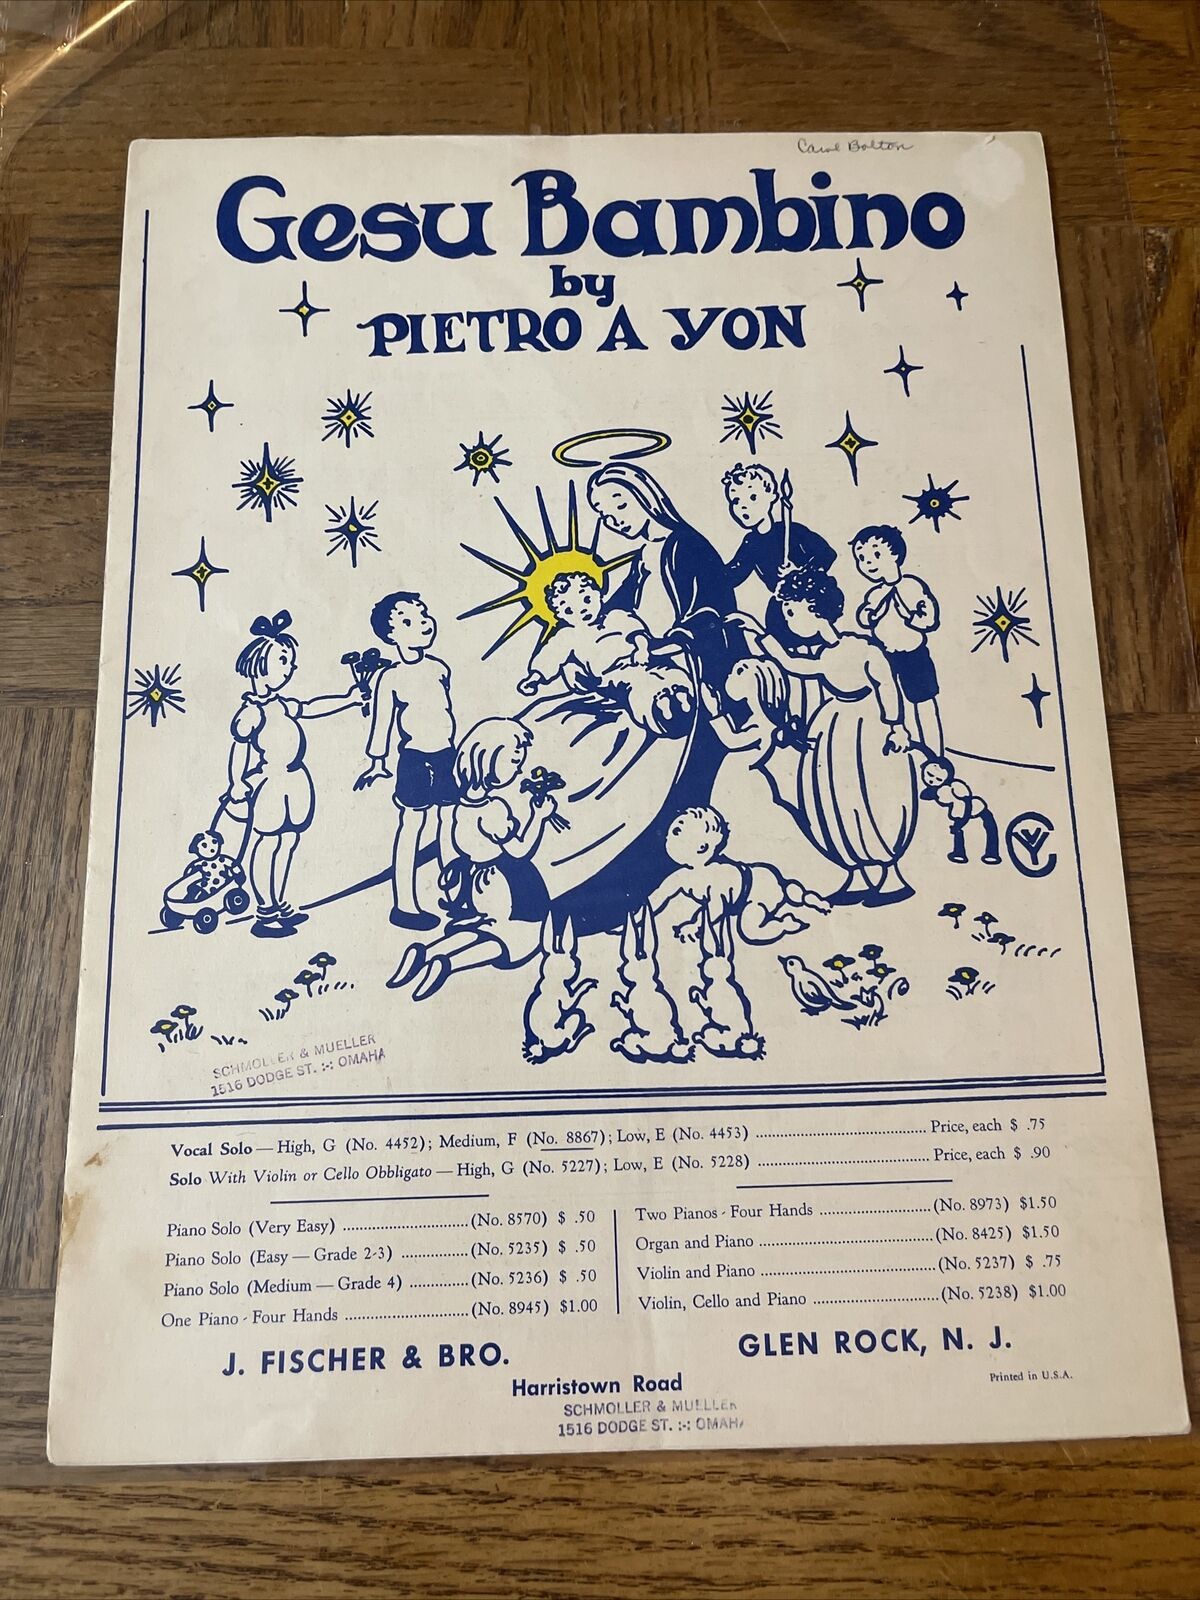 Carol Bolton
Gesu Bambino
by
PIETRO A YON
SCHMOLLER & MUELLER
1516 DODGE ST. :-: OMAHA
Vocal Solo — High, G (No. 4452); Medium, F (No. 8867); Low, E (No. 4453) ........................................ Price, each $ .75
Solo With Violin or Cello Obbligato — High, G (No. 5227); Low, E (No. 5228) ........................................ Price, each $ .90
Piano Solo (Very Easy) .............................. (No. 8570) $ .50
Piano Solo (Easy — Grade 2-3) ................ (No. 5235) $ .50
Piano Solo (Medium — Grade 4) .............. (No. 5236) $ .50
One Piano - Four Hands ............................ (No. 8945) $1.00
Two Pianos - Four Hands ............................ (No. 8973) $1.50
Organ and Piano ........................................ (No. 8425) $1.50
Violin and Piano ........................................ (No. 5237) $ .75
Violin, Cello and Piano .............................. (No. 5238) $1.00
J. FISCHER & BRO.
GLEN ROCK, N. J.
Harristown Road
Printed in U.S.A.
SCHMOLLER & MUELLER
1516 DODGE ST. :-: OMAHA